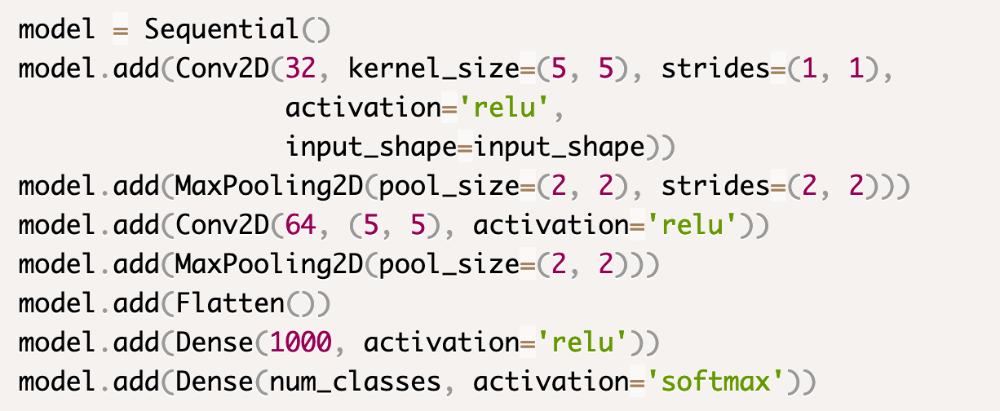 model = Sequential()
model.add(Conv2D(32, kernel_size=(5, 5), strides=(1, 1),
                 activation='relu',
                 input_shape=input_shape))
model.add(MaxPooling2D(pool_size=(2, 2), strides=(2, 2)))
model.add(Conv2D(64, (5, 5), activation='relu'))
model.add(MaxPooling2D(pool_size=(2, 2)))
model.add(Flatten())
model.add(Dense(1000, activation='relu'))
model.add(Dense(num_classes, activation='softmax'))